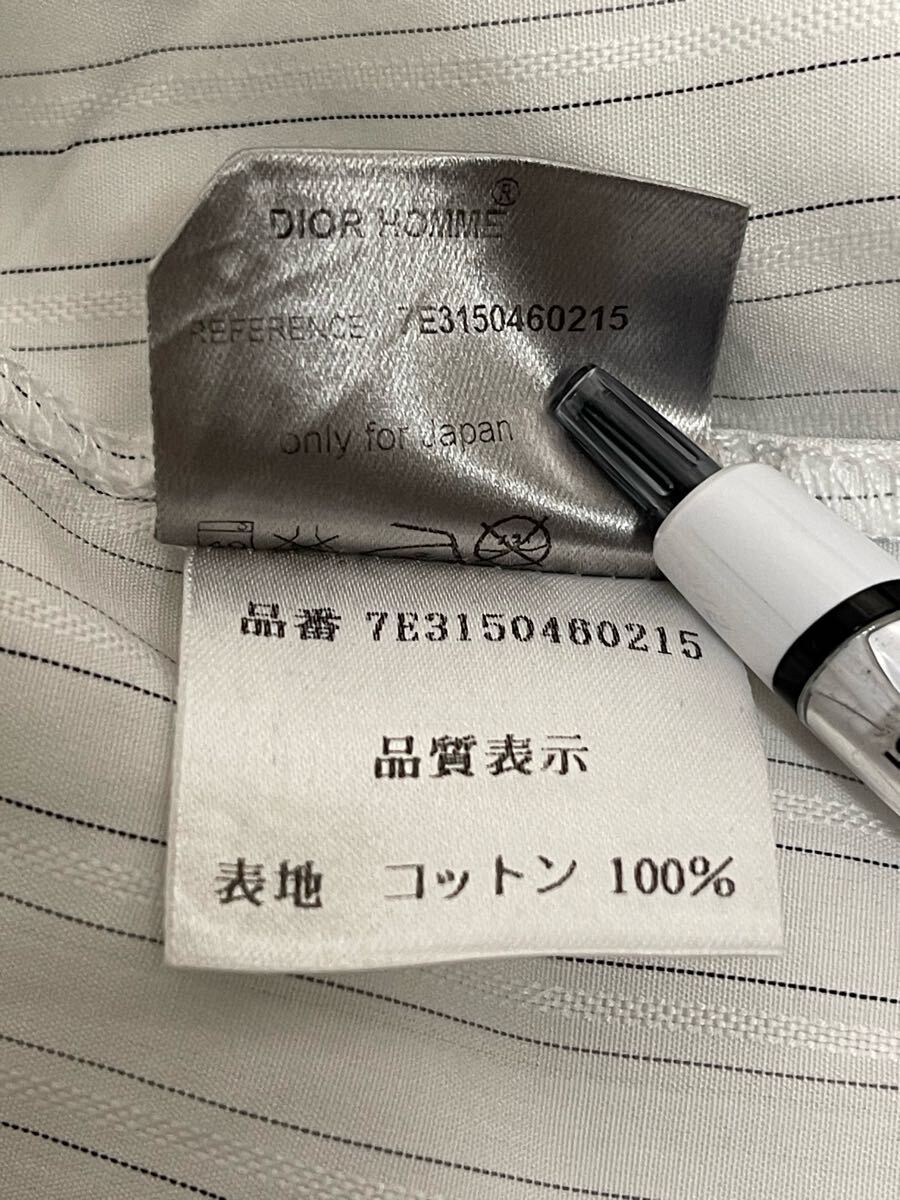 DIOR HOMME®
REFERENCE 7E3150460215
only for Japan
品番 7E3150460215
品質表示
表地 コットン 100%